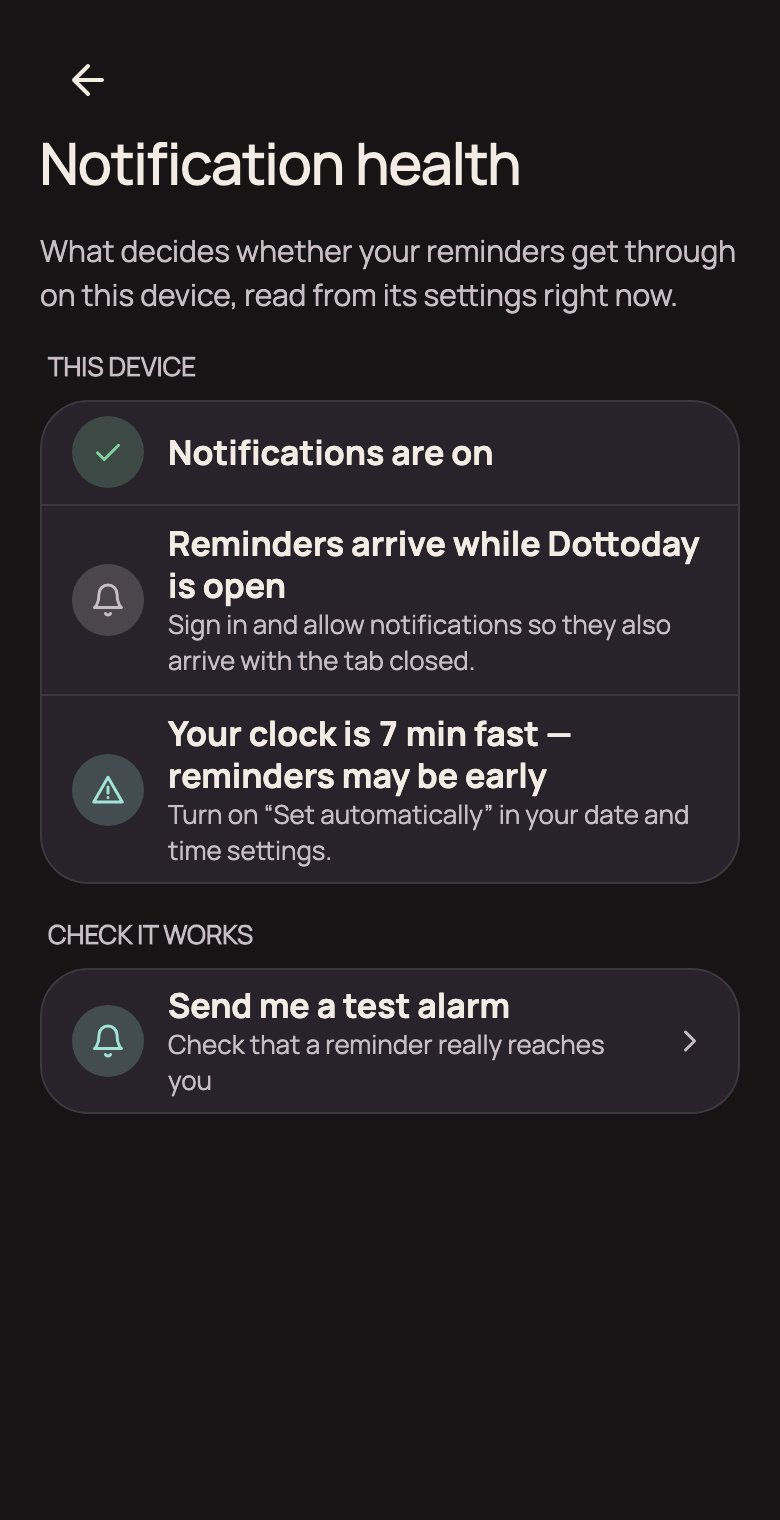 Notification health
What decides whether your reminders get through
on this device, read from its settings right now.
THIS DEVICE
Notifications are on
Reminders arrive while Dottoday
is open
Sign in and allow notifications so they also
arrive with the tab closed.
Your clock is 7 min fast —
reminders may be early
Turn on “Set automatically” in your date and
time settings.
CHECK IT WORKS
Send me a test alarm
Check that a reminder really reaches
you